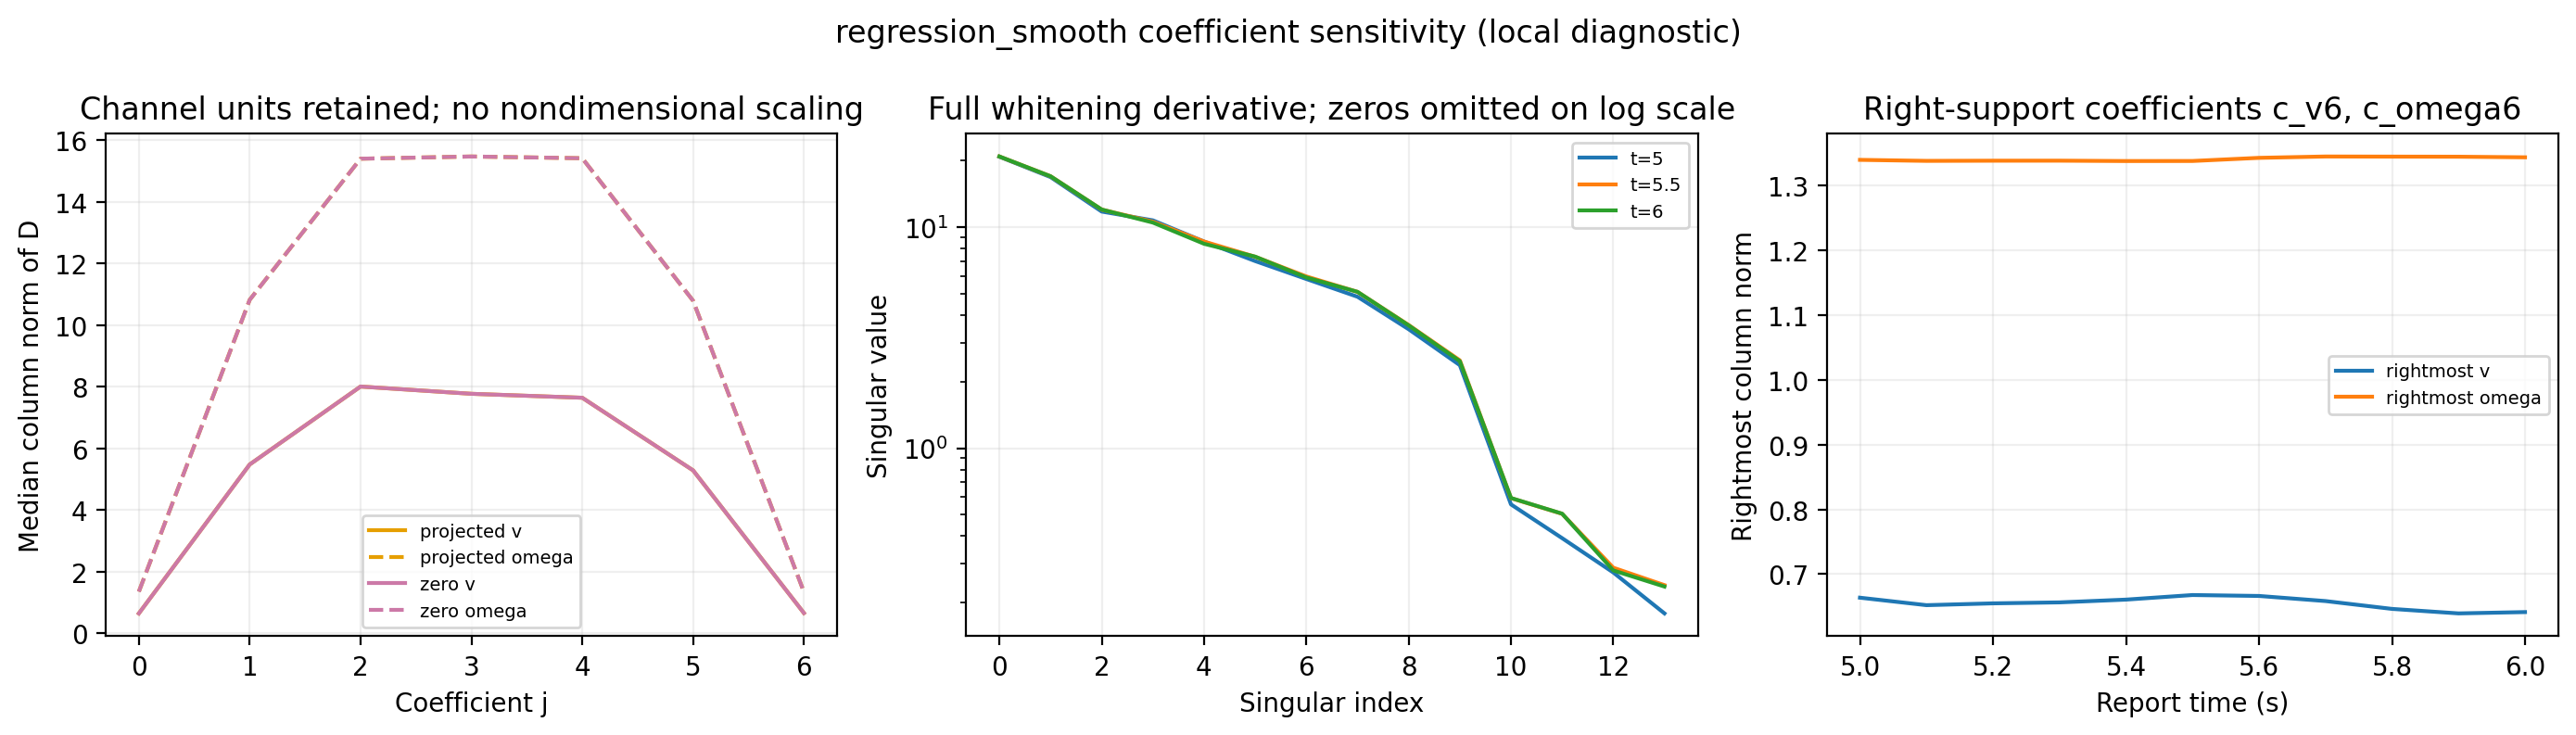 regression_smooth coefficient sensitivity (local diagnostic)
Channel units retained; no nondimensional scaling
Median column norm of D
16
14
12
10
8
6
4
2
0
projected v
projected omega
zero v
zero omega
0 1 2 3 4 5 6
Coefficient j
Full whitening derivative; zeros omitted on log scale
Singular value
10¹
10⁰
t=5
t=5.5
t=6
0 2 4 6 8 10 12
Singular index
Right-support coefficients c_v6, c_omega6
Rightmost column norm
1.3
1.2
1.1
1.0
0.9
0.8
0.7
rightmost v
rightmost omega
5.0 5.2 5.4 5.6 5.8 6.0
Report time (s)